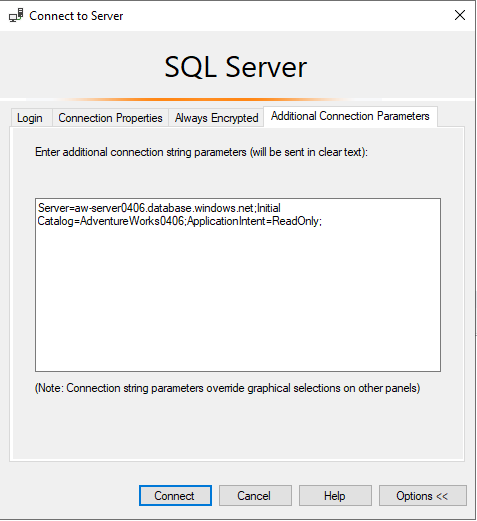 Connect to Server
SQL Server
Login Connection Properties Always Encrypted Additional Connection Parameters
Enter additional connection string parameters (will be sent in clear text):
Server=aw-server0406.database.windows.net;Initial
Catalog=AdventureWorks0406;ApplicationIntent=ReadOnly;
(Note: Connection string parameters override graphical selections on other panels)
Connect Cancel Help Options <<